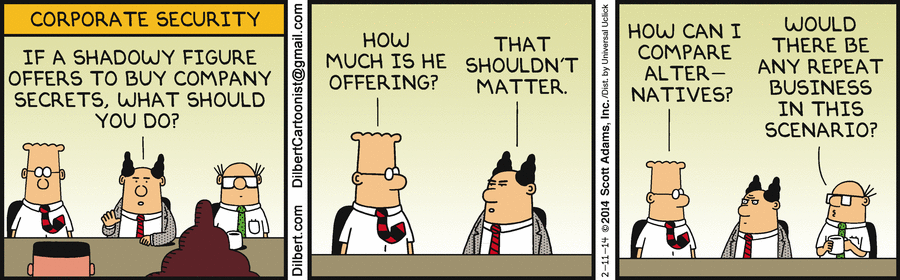 CORPORATE SECURITY
IF A SHADOWY FIGURE
OFFERS TO BUY COMPANY
SECRETS, WHAT SHOULD
YOU DO?
Dilbert.com DilbertCartoonist@gmail.com
HOW
MUCH IS HE
OFFERING?
THAT
SHOULDN'T
MATTER.
2-11-14 © 2014 Scott Adams, Inc. /Dist. by Universal Uclick
HOW CAN I
COMPARE
ALTER-
NATIVES?
WOULD
THERE BE
ANY REPEAT
BUSINESS
IN THIS
SCENARIO?